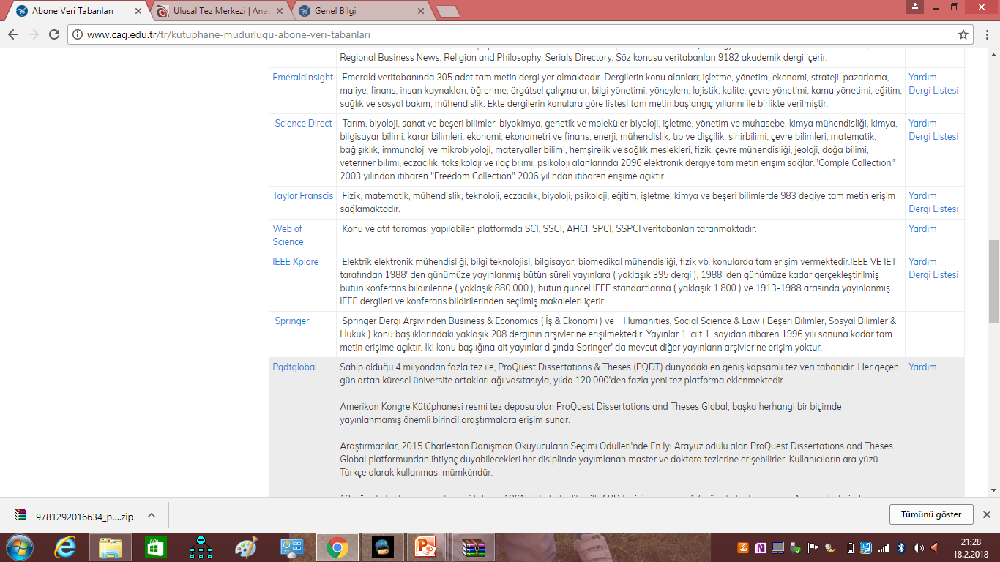 Abone Veri Tabanları
Ulusal Tez Merkezi | Anas
Genel Bilgi
www.cag.edu.tr/tr/kutuphane-mudurlugu-abone-veri-tabanlari
Regional Business News, Religion and Philosophy, Serials Directory. Söz konusu veritabanları 9182 akademik dergi içerir.
Emeraldinsight
Emerald veritabanında 305 adet tam metin dergi yer almaktadır. Dergilerin konu alanları; işletme, yönetim, ekonomi, strateji, pazarlama,
maliye, finans, insan kaynakları, öğrenme, örgütsel çalışmalar, bilgi yönetimi, yöneylem, lojistik, kalite, çevre yönetimi, kamu yönetimi, eğitim,
sağlık ve sosyal bakım, mühendislik. Ekte dergilerin konulara göre listesi tam metin başlangıç yıllarını ile birlikte verilmiştir.
Yardım
Dergi Listesi
Science Direct
Tarım, biyoloji, sanat ve beşeri bilimler, biyokimya, genetik ve moleküler biyoloji, işletme, yönetim ve muhasebe, kimya mühendisliği, kimya,
bilgisayar bilimi, karar bilimleri, ekonomi, ekonometri ve finans, enerji, mühendislik, tıp ve dişçilik, sinirbilimi, çevre bilimleri, matematik,
bağışıklık, immunoloji ve mikrobiyoloji, materyaller bilimi, hemşirelik ve sağlık meslekleri, fizik, çevre mühendisliği, jeoloji, doğa bilimi,
veteriner bilimi, eczacılık, toksikoloji ve ilaç bilimi, psikoloji alanlarında 2096 elektronik dergiye tam metin erişim sağlar."Comple Collection"
2003 yılından itibaren "Freedom Collection" 2006 yılından itibaren erişime açıktır.
Yardım
Dergi Listesi
Taylor Franscis
Fizik, matematik, mühendislik, teknoloji, eczacılık, biyoloji, psikoloji, eğitim, işletme, kimya ve beşeri bilimlerde 983 degiye tam metin erişim
sağlamaktadır.
Yardım
Dergi Listesi
Web of
Science
Konu ve atıf taraması yapılabilen platformda SCI, SSCI, AHCI, SPCI, SSPCI veritabanları taranmaktadır.
Yardım
IEEE Xplore
Elektrik elektronik mühendisliği, bilgi teknolojisi, bilgisayar, biomedikal mühendisliği, fizik vb. konularda tam erişim vermektedir.IEEE VE IET
tarafından 1988' den günümüze yayınlanmış bütün süreli yayınlara ( yaklaşık 395 dergi ), 1988' den günümüze kadar gerçekleştirilmiş
bütün konferans bildirilerine ( yaklaşık 880.000 ), bütün güncel IEEE standartlarına ( yaklaşık 1.800 ) ve 1913-1988 arasında yayınlanmış
IEEE dergileri ve konferans bildirilerinden seçilmiş makaleleri içerir.
Yardım
Dergi Listesi
Springer
Springer Dergi Arşivinden Business & Economics ( İş & Ekonomi ) ve Humanities, Social Science & Law ( Beşeri Bilimler, Sosyal Bilimler &
Hukuk ) konu başlıklarındaki yaklaşık 208 derginin arşivlerine erişilmektedir. Yayınlar 1. cilt 1. sayıdan itibaren 1996 yılı sonuna kadar tam
metin erişime açıktır. İki konu başlığına ait yayınlar dışında Springer' da mevcut diğer yayınların arşivlerine erişim yoktur.
Pqdtglobal
Sahip olduğu 4 milyondan fazla tez ile, ProQuest Dissertations & Theses (PQDT) dünyadaki en geniş kapsamlı tez veri tabanıdır. Her geçen
gün artan küresel üniversite ortakları ağı vasıtasıyla, yılda 120.000'den fazla yeni tez platforma eklenmektedir.
Yardım
Amerikan Kongre Kütüphanesi resmi tez deposu olan ProQuest Dissertations and Theses Global, başka herhangi bir biçimde
yayınlanmamış önemli birincil araştırmalara erişim sunar.
Araştırmacılar, 2015 Charleston Danışman Okuyucuların Seçimi Ödülleri'nde En İyi Arayüz ödülü alan ProQuest Dissertations and Theses
Global platformundan ihtiyaç duyabilecekleri her disiplinde yayımlanan master ve doktora tezlerine erişebilirler. Kullanıcıların ara yüzü
Türkçe olarak kullanması mümkündür.
9781292016634_p....zip
Tümünü göster
21:28
18.2.2018